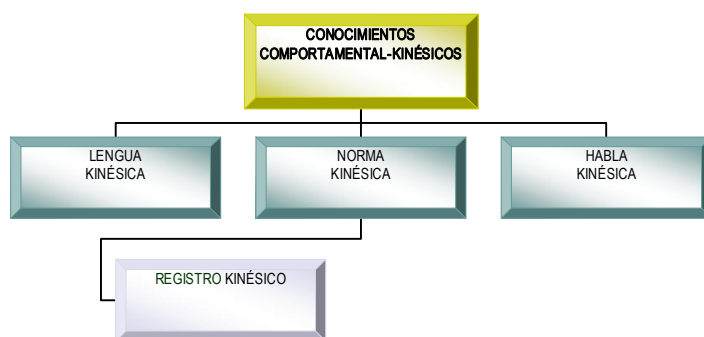 CONOCIMIENTOS
COMPORTAMENTAL-KINÉSICOS
LENGUA
KINÉSICA
NORMA
KINÉSICA
HABLA
KINÉSICA
REGISTRO KINÉSICO